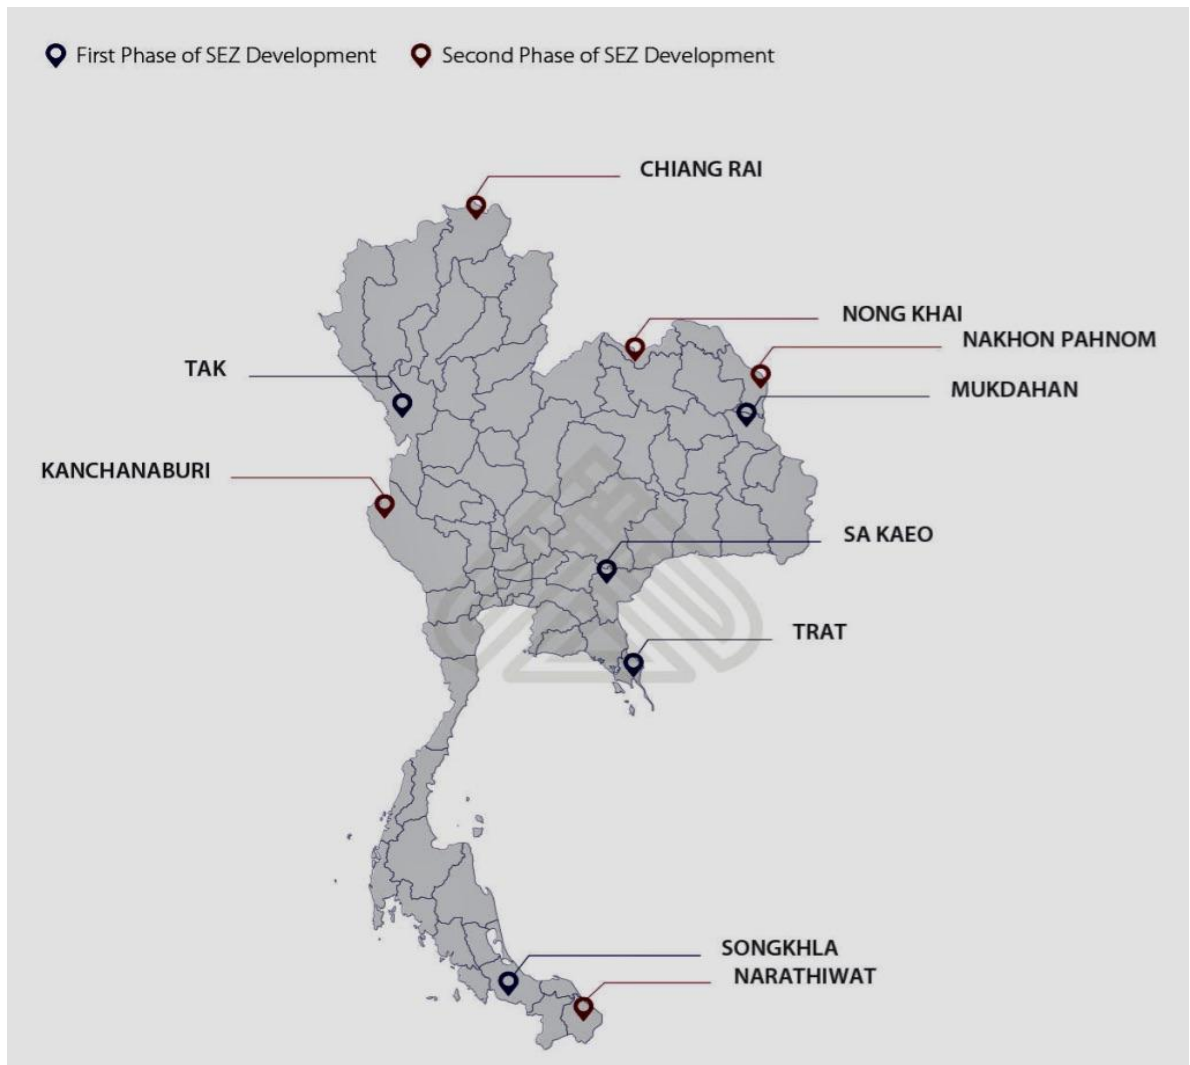 First Phase of SEZ Development
Second Phase of SEZ Development
CHIANG RAI
NONG KHAI
NAKHON PAHNOM
TAK
MUKDAHAN
KANCHANABURI
SA KAEO
TRAT
SONGKHLA
NARATHIWAT